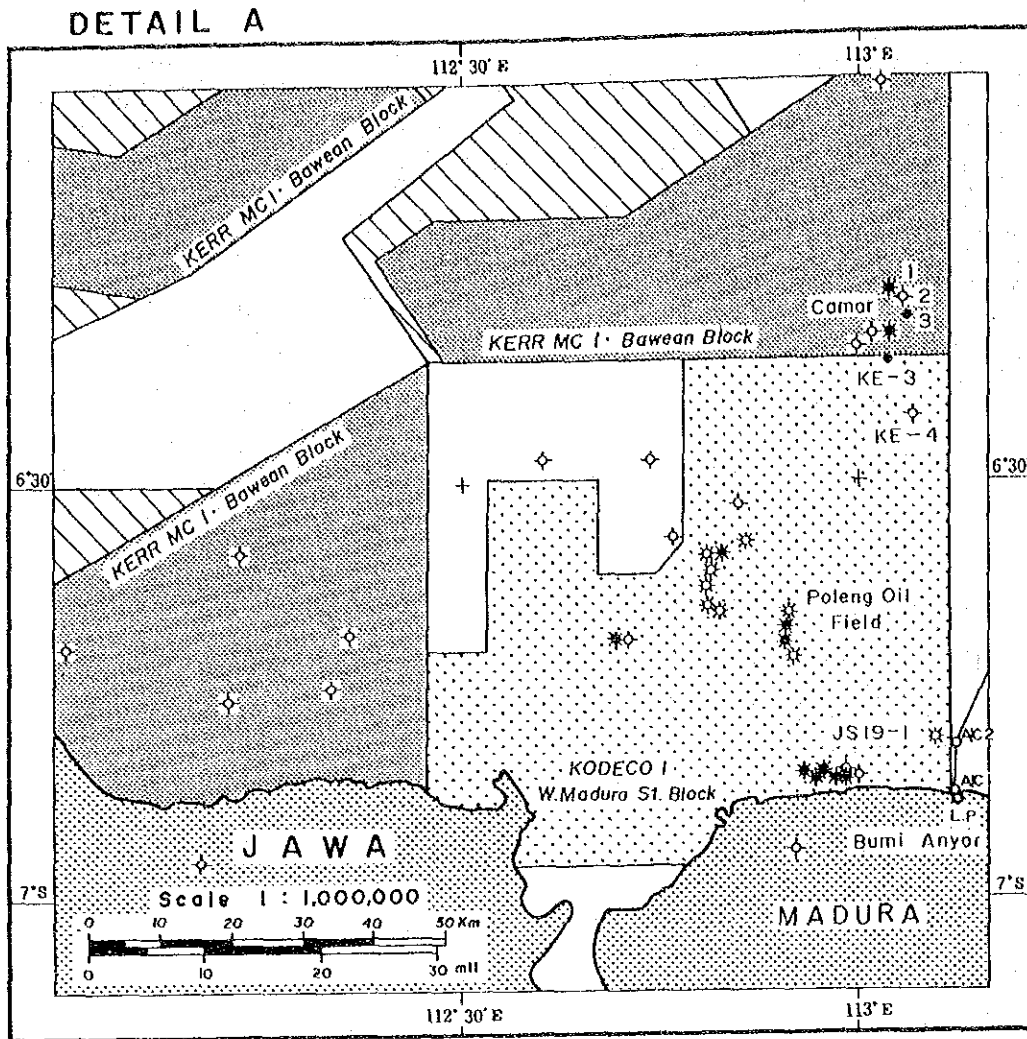 DETAIL A
112° 30' E
113° E
KERR MC I· Bawean Block
1
2
3
Camar
KERR MC I· Bawean Block
KE-3
KE-4
KERR MC I· Bawean Block
6°30
6°30
Poleng Oil
Field
JS19-1
AC2
KODECO I
W.Madura St. Block
AC
L.P
JAWA
Bumi Anyor
Scale 1 : 1,000,000
7°S
7°S
MADURA
0 10 20 30 40 50 Km
0 10 20 30 mil
112° 30' E
113° E